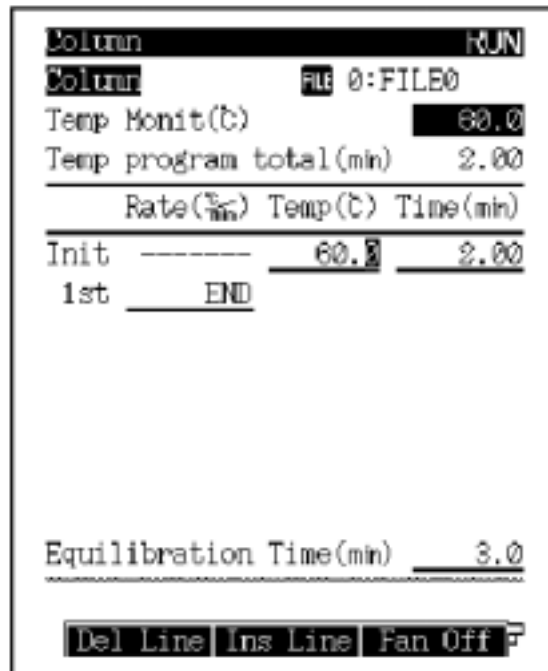 Column RUN
Column FILE 0:FILE0
Temp Monit(℃) 60.0
Temp program total(min) 2.00
Rate(℃/min) Temp(℃) Time(min)
Init ------- 60.0 2.00
1st END
Equilibration Time(min) 3.0
Del Line Ins Line Fan Off